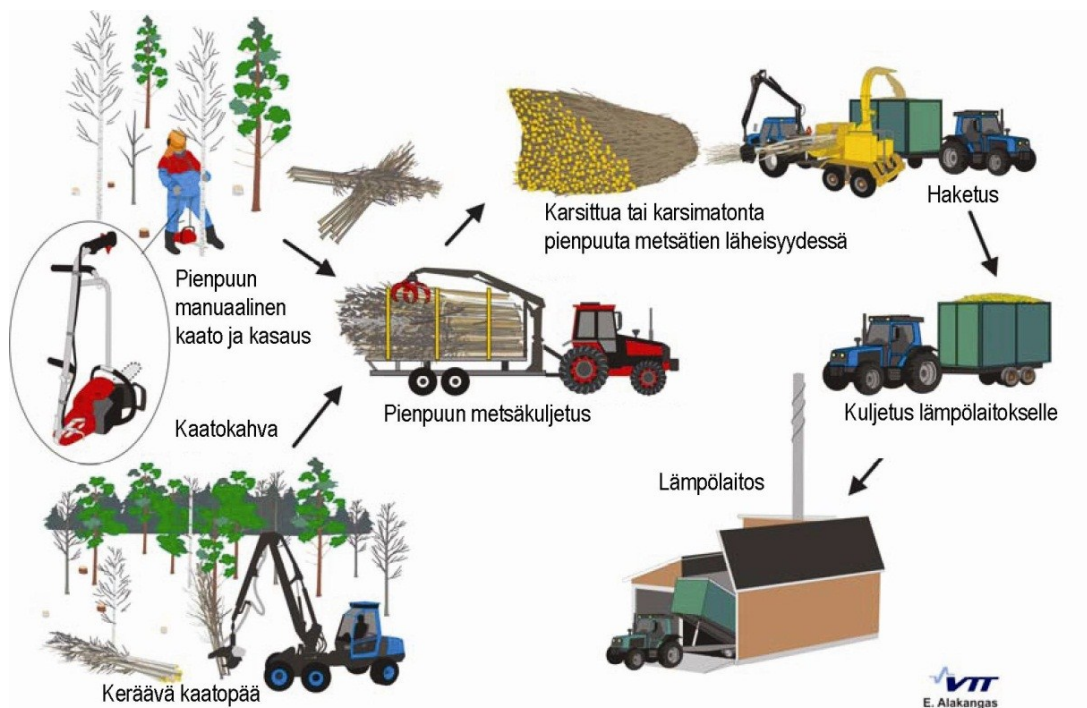 Pienpuun
manuaalinen
kaato ja kasaus
Kaatokahva
Keräävä kaatopää
Pienpuun metsäkuljetus
Karsittua tai karsimatonta
pienpuuta metsätien läheisyydessä
Haketus
Kuljetus lämpölaitokselle
Lämpölaitos
VTT
E. Alakangas